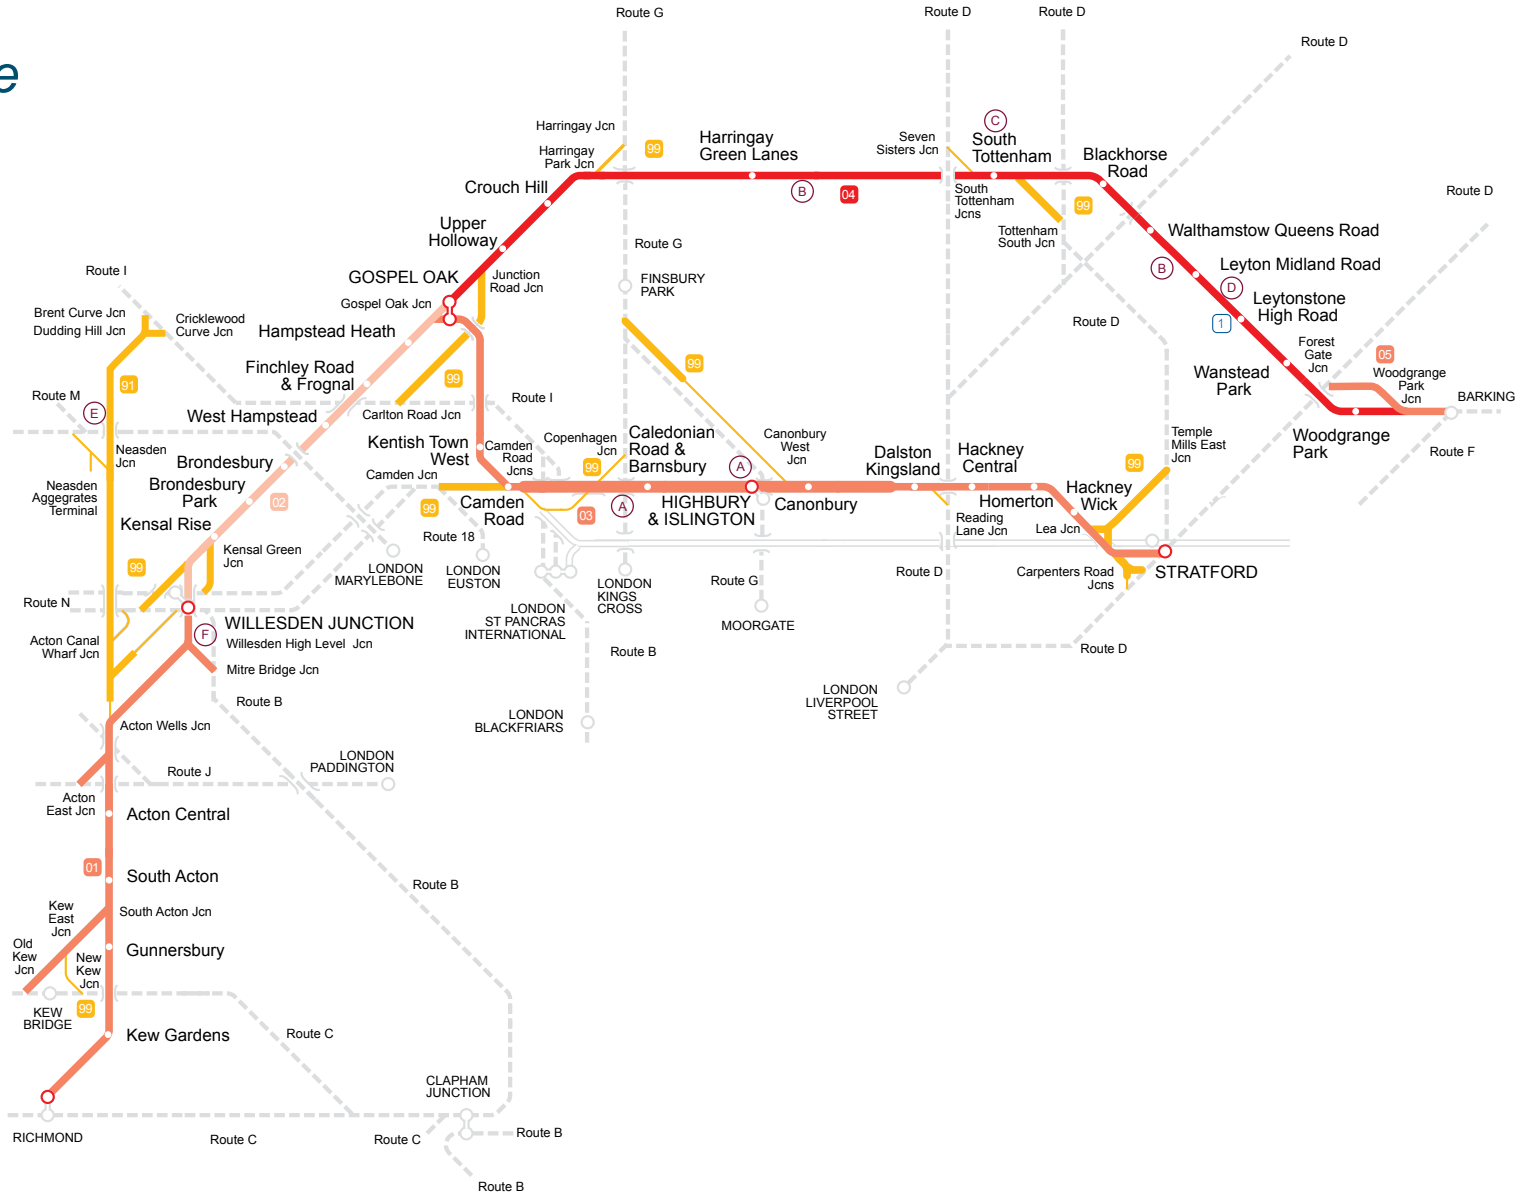 e
Route G
Route D
Route D
Route D
Harringay Jcn
Harringay
Park Jcn
99
Harringay
Green Lanes
Seven
Sisters Jcn
C
South
Tottenham
Blackhorse
Road
Crouch Hill
B
04
South
Tottenham
Jcns
99
Route D
Upper
Holloway
Tottenham
South Jcn
Walthamstow Queens Road
Route G
B
Leyton Midland Road
Route I
GOSPEL OAK
Junction
Road Jcn
FINSBURY
PARK
D
Leytonstone
High Road
Gospel Oak Jcn
Brent Curve Jcn
Dudding Hill Jcn
Cricklewood
Curve Jcn
Hampstead Heath
Route D
1
Forest
Gate
Jcn
05
Woodgrange
Park
Jcn
Finchley Road
& Frognal
99
99
Wanstead
Park
91
Route M
E
West Hampstead
Carlton Road Jcn
Route I
BARKING
Kentish Town
West
Camden
Road
Jcns
Copenhagen
Jcn
Caledonian
Road &
Barnsbury
Canonbury
West
Jcn
Woodgrange
Park
Temple
Mills East
Jcn
Route F
Neasden
Jcn
Brondesbury
Brondesbury
Park
Camden Jcn
99
A
Dalston
Kingsland
Hackney
Central
99
Neasden
Aggegrates
Terminal
02
Kensal Rise
99
Camden
Road
03
A
HIGHBURY
& ISLINGTON
Canonbury
Homerton
Hackney
Wick
Reading
Lane Jcn
Lea Jcn
Kensal Green
Jcn
Route 18
99
LONDON
MARYLEBONE
LONDON
EUSTON
LONDON
KINGS
CROSS
Route G
Route D
Carpenters Road
Jcns
STRATFORD
Route N
WILLESDEN JUNCTION
LONDON
ST PANCRAS
INTERNATIONAL
MOORGATE
F
Willesden High Level Jcn
Acton Canal
Wharf Jcn
Route B
Route D
Mitre Bridge Jcn
Route B
LONDON
LIVERPOOL
STREET
LONDON
BLACKFRIARS
Acton Wells Jcn
LONDON
PADDINGTON
Route J
Acton
East Jcn
Acton Central
01
South Acton
Route B
Kew
East
Jcn
South Acton Jcn
Old
Kew
Jcn
New
Kew
Jcn
Gunnersbury
99
KEW
BRIDGE
Kew Gardens
Route C
CLAPHAM
JUNCTION
RICHMOND
Route C
Route C
Route B
Route B